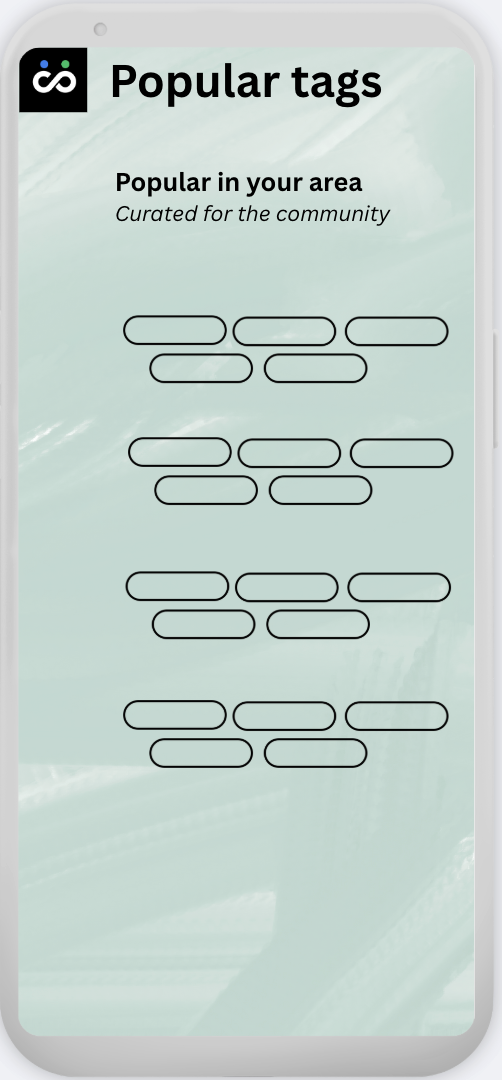 Popular tags
Popular in your area
Curated for the community